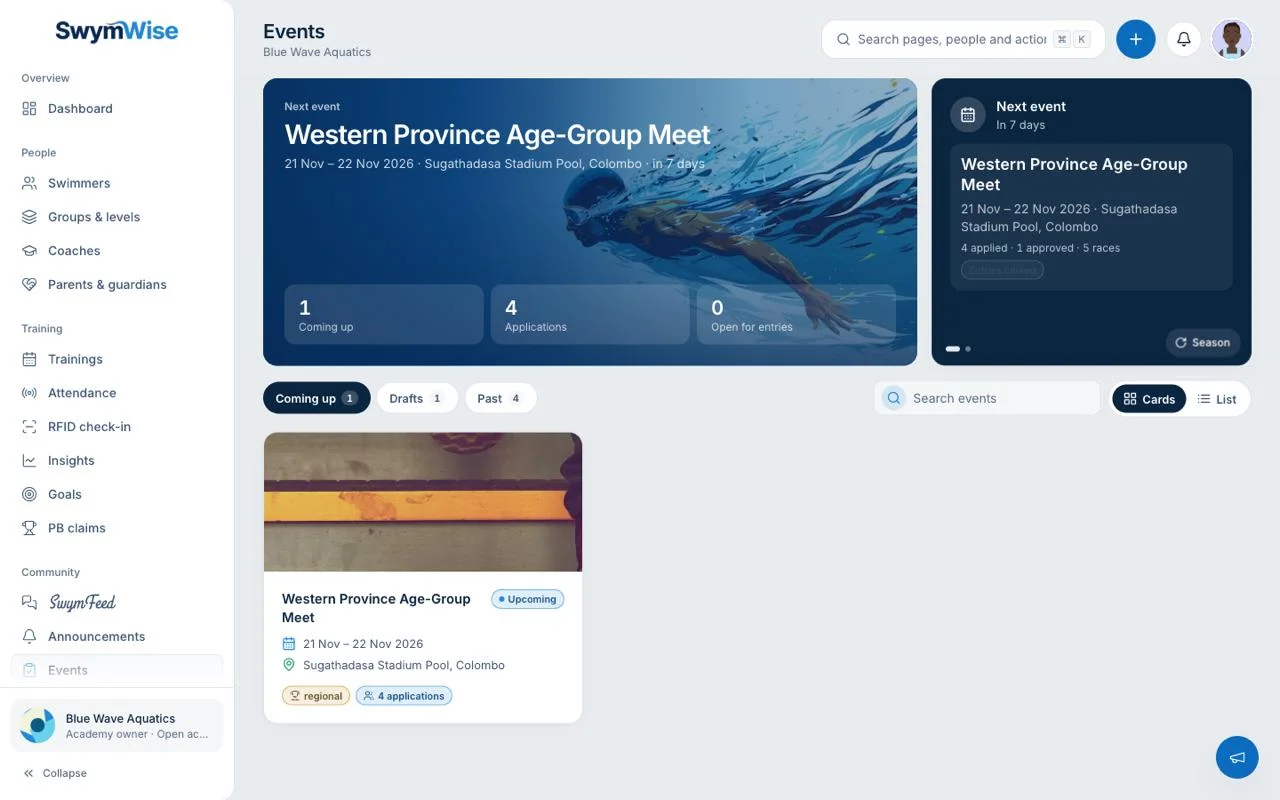 SwymWise
Overview
Dashboard
People
Swimmers
Groups & levels
Coaches
Parents & guardians
Training
Trainings
Attendance
RFID check-in
Insights
Goals
PB claims
Community
SwymFeed
Announcements
Events
Blue Wave Aquatics
Academy owner · Open ac...
Collapse
Events
Blue Wave Aquatics
Search pages, people and action
⌘ K
Next event
Western Province Age-Group Meet
21 Nov – 22 Nov 2026 · Sugathadasa Stadium Pool, Colombo · in 7 days
1
Coming up
4
Applications
0
Open for entries
Next event
In 7 days
Western Province Age-Group
Meet
21 Nov – 22 Nov 2026 · Sugathadasa
Stadium Pool, Colombo
4 applied · 1 approved · 5 races
Entries closed
Season
Coming up 1
Drafts 1
Past 4
Search events
Cards
List
Western Province Age-Group
Meet
Upcoming
21 Nov – 22 Nov 2026
Sugathadasa Stadium Pool, Colombo
regional
4 applications